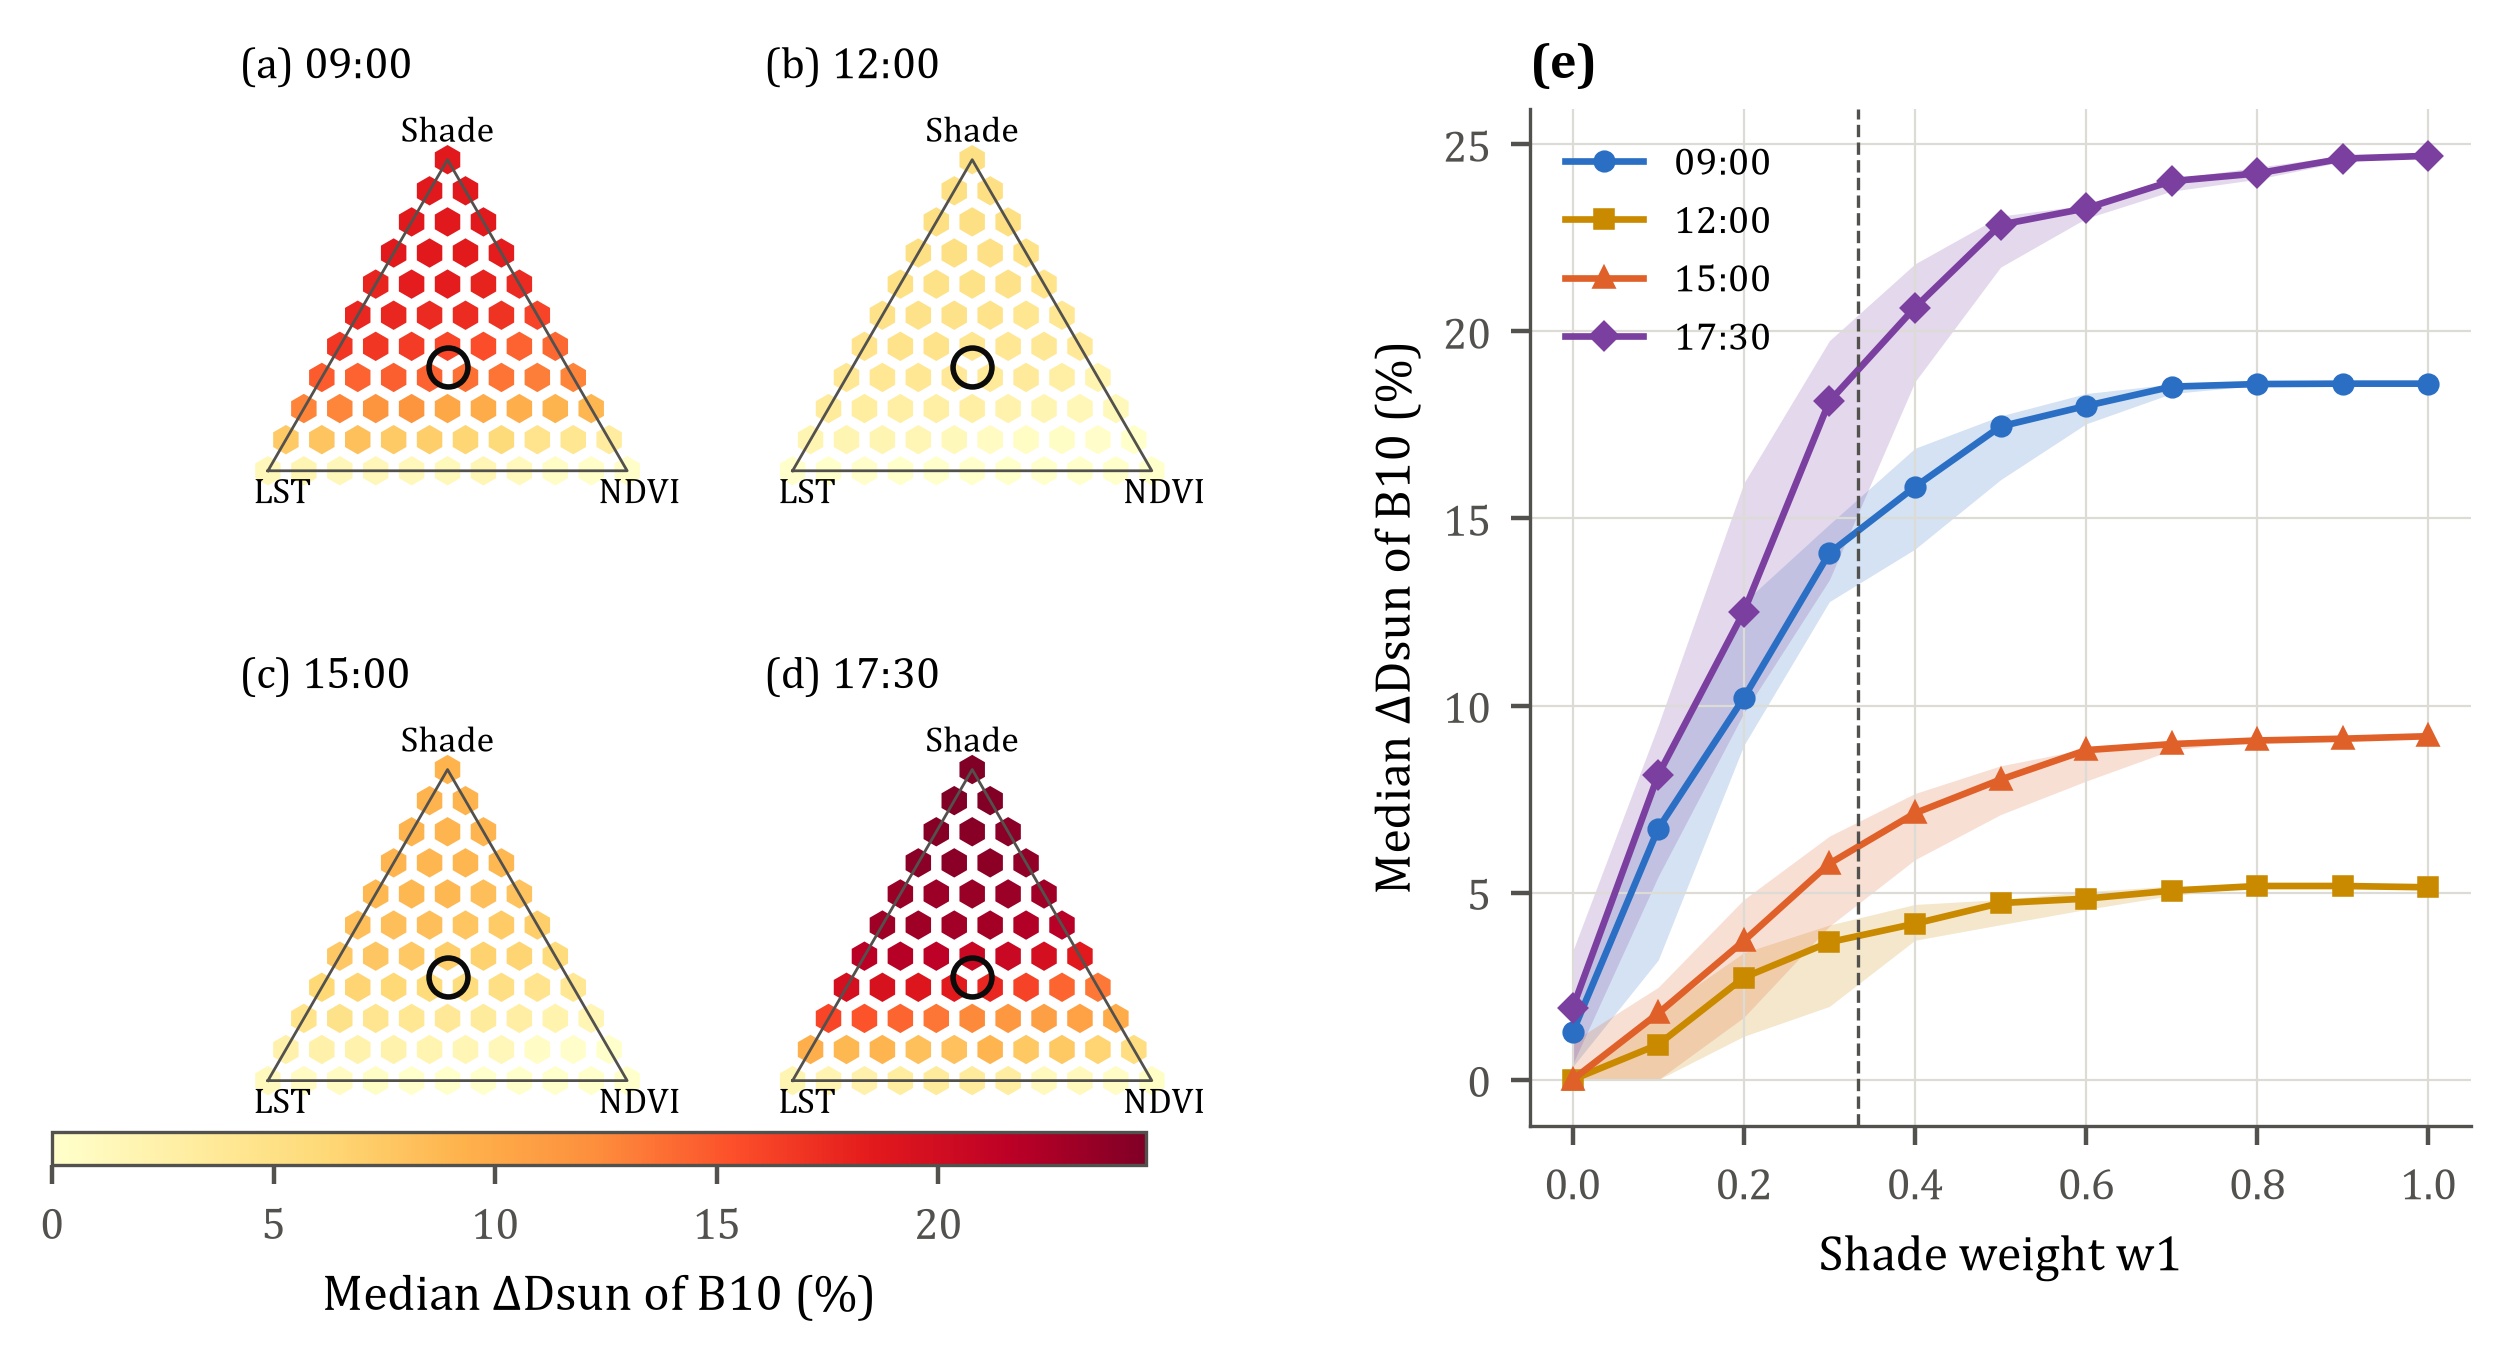 (a) 09:00
Shade
LST
NDVI
(b) 12:00
Shade
LST
NDVI
(c) 15:00
Shade
LST
NDVI
(d) 17:30
Shade
LST
NDVI
0 5 10 15 20
Median ΔDsun of B10 (%)
(e)
09:00
12:00
15:00
17:30
Median ΔDsun of B10 (%)
25
20
15
10
5
0
0.0 0.2 0.4 0.6 0.8 1.0
Shade weight w1